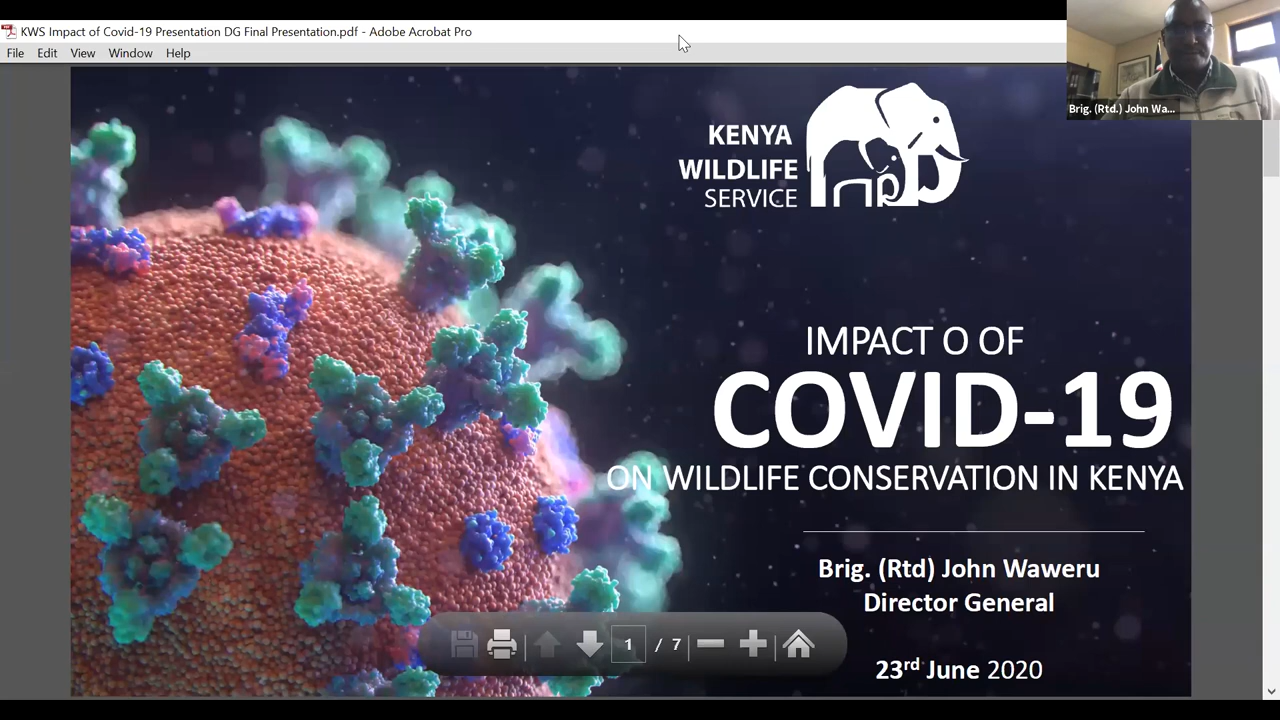 KWS Impact of Covid-19 Presentation DG Final Presentation.pdf - Adobe Acrobat Pro
File Edit View Window Help
Brig. (Rtd.) John Wa...
KENYA
WILDLIFE
SERVICE
IMPACT O OF
COVID-19
ON WILDLIFE CONSERVATION IN KENYA
Brig. (Rtd) John Waweru
Director General
23rd June 2020
1 / 7